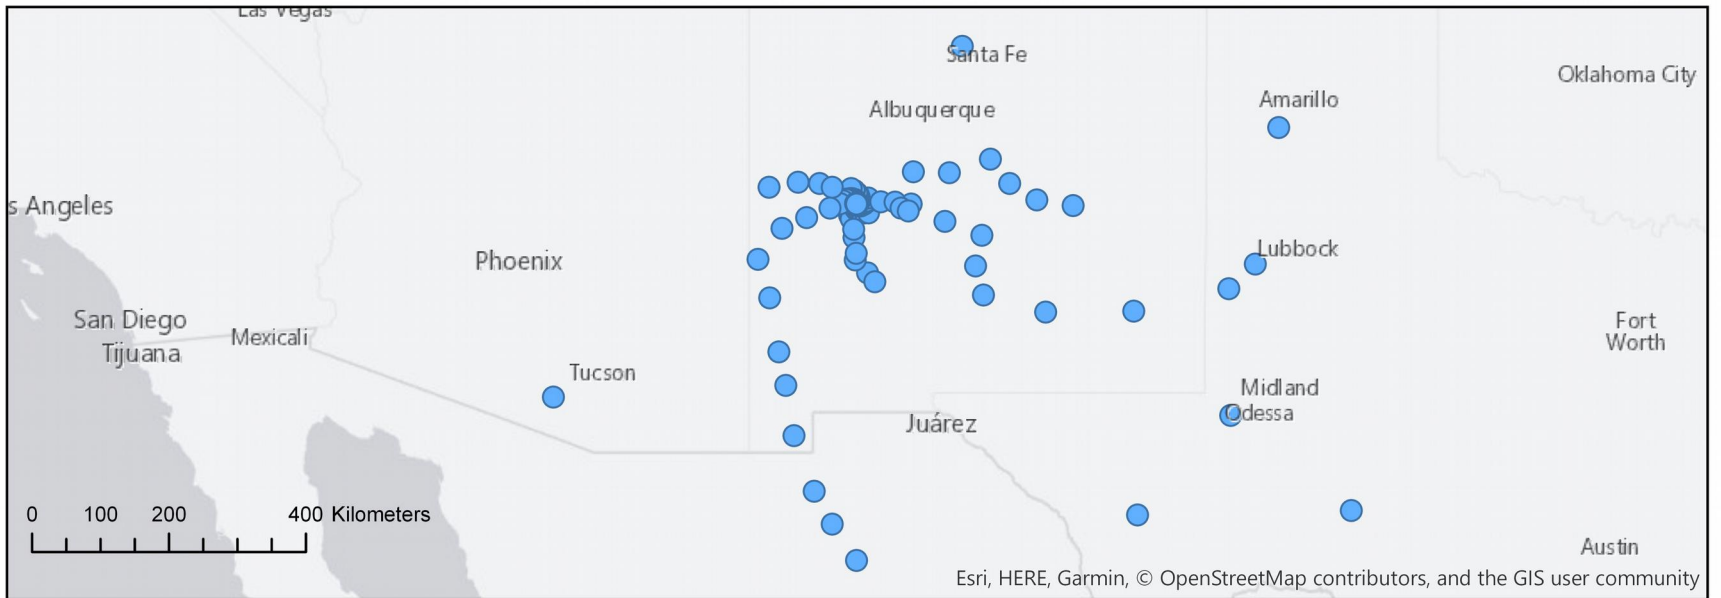 Las Vegas
Santa Fe
Oklahoma City
Amarillo
Albuquerque
s Angeles
Lubbock
Phoenix
San Diego
Mexicali
Tijuana
Fort
Worth
Tucson
Midland
Odessa
Juárez
0 100 200 400 Kilometers
Austin
Esri, HERE, Garmin, © OpenStreetMap contributors, and the GIS user community